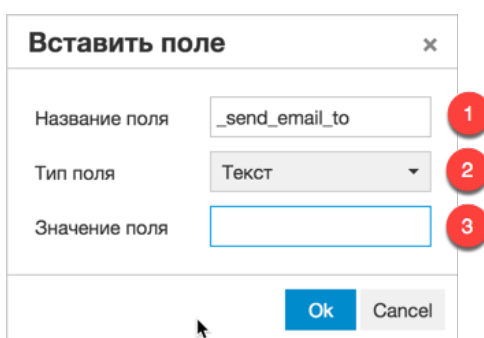 Вставить поле ×
Название поля _send_email_to 1
Тип поля Текст 2
Значение поля 3
Ok Cancel